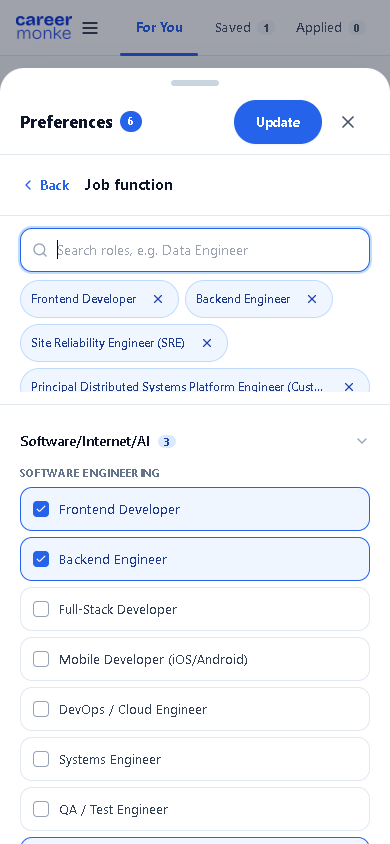 career
monke
For You
Saved 1
Applied 0
Preferences 6
Update
Back
Job function
Search roles, e.g. Data Engineer
Frontend Developer
Backend Engineer
Site Reliability Engineer (SRE)
Principal Distributed Systems Platform Engineer (Cust...
Software/Internet/AI 3
SOFTWARE ENGINEERING
Frontend Developer
Backend Engineer
Full-Stack Developer
Mobile Developer (iOS/Android)
DevOps / Cloud Engineer
Systems Engineer
QA / Test Engineer